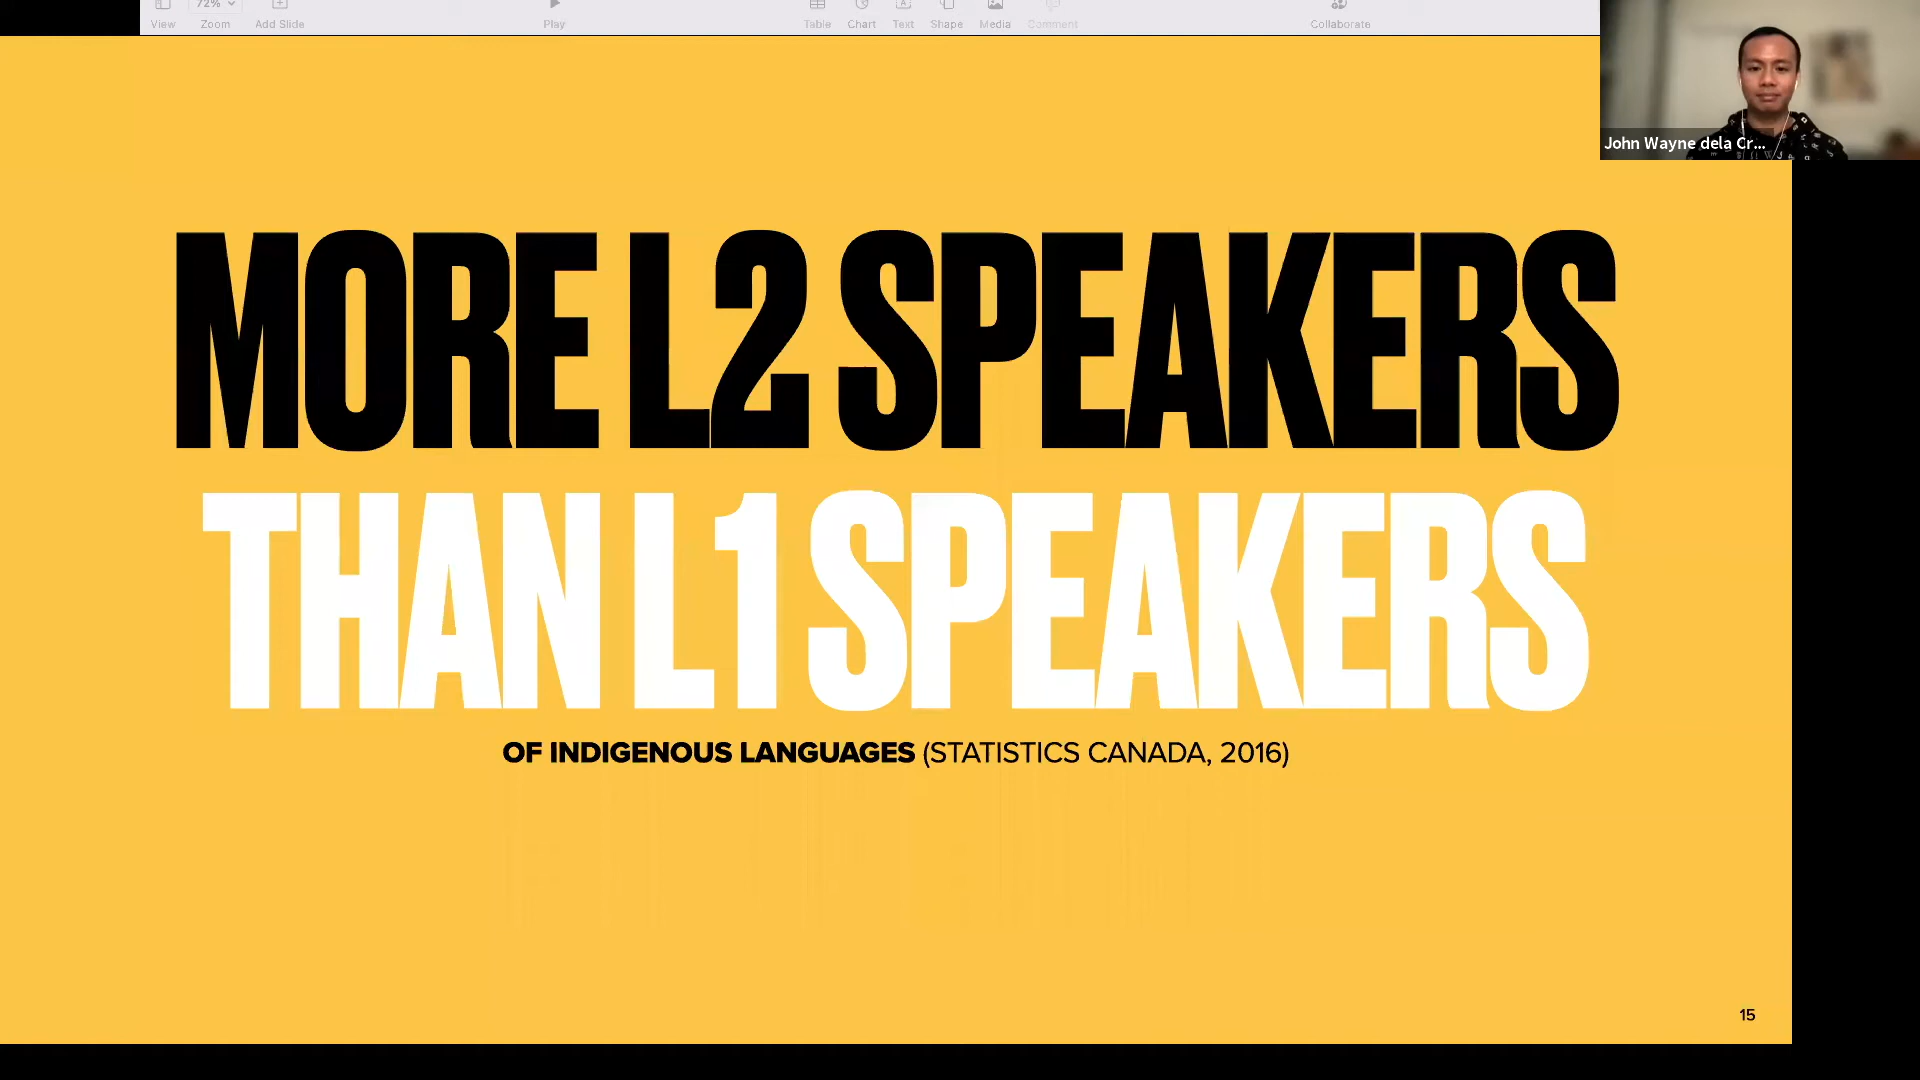 72%
View
Zoom
Add Slide
Play
Table
Chart
Text
Shape
Media
Comment
Collaborate
John Wayne dela Cr...
MORE L2 SPEAKERS
THAN L1 SPEAKERS
OF INDIGENOUS LANGUAGES (STATISTICS CANADA, 2016)
15